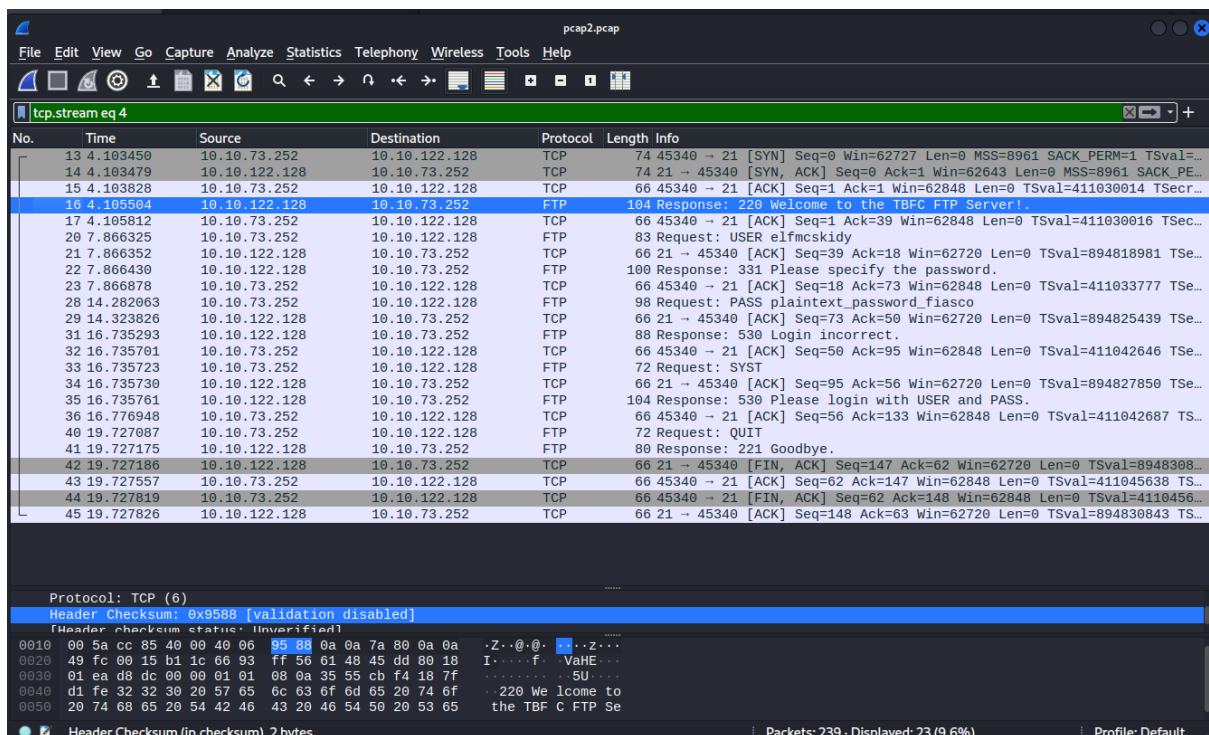 pcap2.pcap
File Edit View Go Capture Analyze Statistics Telephony Wireless Tools Help
tcp.stream eq 4
No. Time Source Destination Protocol Length Info
13 4.103450 10.10.73.252 10.10.122.128 TCP 74 45340 → 21 [SYN] Seq=0 Win=62727 Len=0 MSS=8961 SACK_PERM=1 TSval=…
14 4.103479 10.10.122.128 10.10.73.252 TCP 74 21 → 45340 [SYN, ACK] Seq=0 Ack=1 Win=62643 Len=0 MSS=8961 SACK_PE…
15 4.103828 10.10.73.252 10.10.122.128 TCP 66 45340 → 21 [ACK] Seq=1 Ack=1 Win=62848 Len=0 TSval=411030014 TSecr…
16 4.105504 10.10.122.128 10.10.73.252 FTP 104 Response: 220 Welcome to the TBFC FTP Server!.
17 4.105812 10.10.73.252 10.10.122.128 TCP 66 45340 → 21 [ACK] Seq=1 Ack=39 Win=62848 Len=0 TSval=411030016 TSec…
20 7.866325 10.10.73.252 10.10.122.128 FTP 83 Request: USER elfmcskidy
21 7.866352 10.10.122.128 10.10.73.252 TCP 66 21 → 45340 [ACK] Seq=39 Ack=18 Win=62720 Len=0 TSval=894818981 TSe…
22 7.866430 10.10.122.128 10.10.73.252 FTP 100 Response: 331 Please specify the password.
23 7.866878 10.10.73.252 10.10.122.128 TCP 66 45340 → 21 [ACK] Seq=18 Ack=73 Win=62848 Len=0 TSval=411033777 TSe…
28 14.282063 10.10.73.252 10.10.122.128 FTP 98 Request: PASS plaintext_password_fiasco
29 14.323826 10.10.122.128 10.10.73.252 TCP 66 21 → 45340 [ACK] Seq=73 Ack=50 Win=62720 Len=0 TSval=894825439 TSe…
31 16.735293 10.10.122.128 10.10.73.252 FTP 88 Response: 530 Login incorrect.
32 16.735701 10.10.73.252 10.10.122.128 TCP 66 45340 → 21 [ACK] Seq=50 Ack=95 Win=62848 Len=0 TSval=411042646 TSe…
33 16.735723 10.10.73.252 10.10.122.128 FTP 72 Request: SYST
34 16.735730 10.10.122.128 10.10.73.252 TCP 66 21 → 45340 [ACK] Seq=95 Ack=56 Win=62720 Len=0 TSval=894827850 TSe…
35 16.735761 10.10.122.128 10.10.73.252 FTP 104 Response: 530 Please login with USER and PASS.
36 16.776948 10.10.73.252 10.10.122.128 TCP 66 45340 → 21 [ACK] Seq=56 Ack=133 Win=62848 Len=0 TSval=411042687 TS…
40 19.727087 10.10.73.252 10.10.122.128 FTP 72 Request: QUIT
41 19.727175 10.10.122.128 10.10.73.252 FTP 80 Response: 221 Goodbye.
42 19.727186 10.10.122.128 10.10.73.252 TCP 66 21 → 45340 [FIN, ACK] Seq=147 Ack=62 Win=62720 Len=0 TSval=8948308…
43 19.727557 10.10.73.252 10.10.122.128 TCP 66 45340 → 21 [ACK] Seq=62 Ack=147 Win=62848 Len=0 TSval=411045638 TS…
44 19.727819 10.10.73.252 10.10.122.128 TCP 66 45340 → 21 [FIN, ACK] Seq=62 Ack=148 Win=62848 Len=0 TSval=4110456…
45 19.727826 10.10.122.128 10.10.73.252 TCP 66 21 → 45340 [ACK] Seq=148 Ack=63 Win=62720 Len=0 TSval=894830843 TS…
Protocol: TCP (6)
Header Checksum: 0x9588 [validation disabled]
[Header checksum status: Unverified]
0010 00 5a cc 85 40 00 40 06 95 88 0a 0a 7a 80 0a 0a ·Z··@·@· ····z···
0020 49 fc 00 15 b1 1c 66 93 ff 56 61 48 45 dd 80 18 I·····f· ·VaHE···
0030 01 ea d8 dc 00 00 01 01 08 0a 35 55 cb f4 18 7f ········ ··5U····
0040 d1 fe 32 32 30 20 57 65 6c 63 6f 6d 65 20 74 6f ··220 We lcome to
0050 20 74 68 65 20 54 42 46 43 20 46 54 50 20 53 65 the TBF C FTP Se
Header Checksum (ip.checksum), 2 bytes Packets: 239 · Displayed: 23 (9.6%) Profile: Default